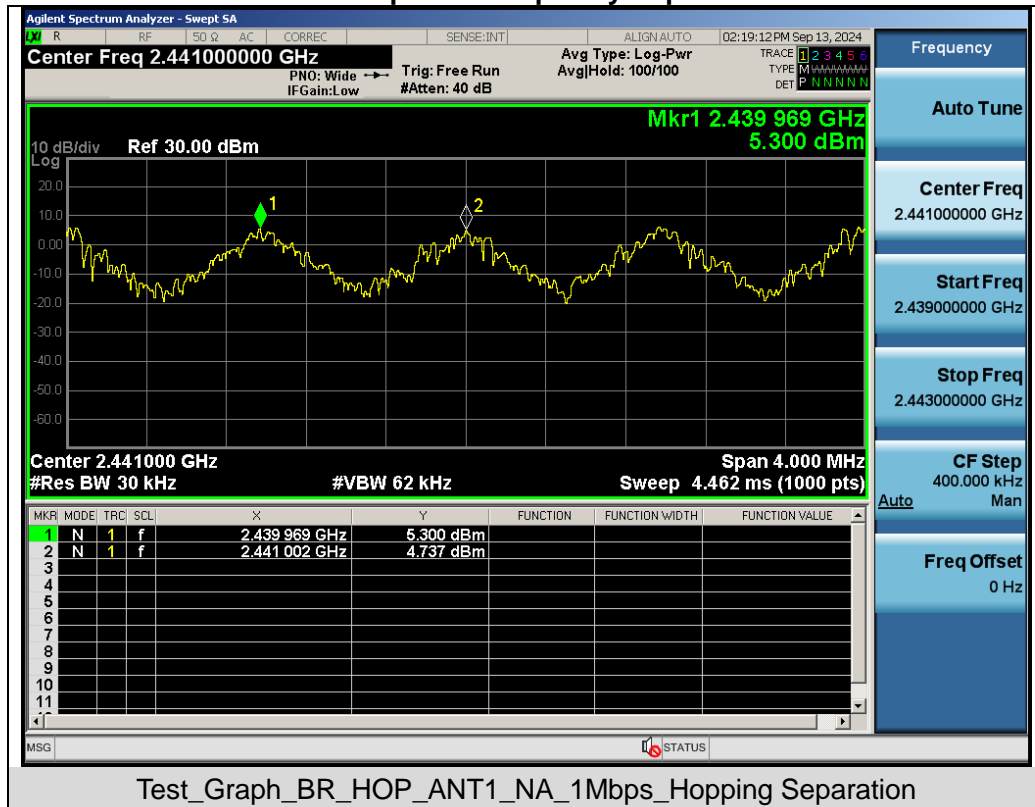 Agilent Spectrum Analyzer - Swept SA
LXI R RF 50 Ω AC CORREC SENSE:INT ALIGN AUTO 02:19:12 PM Sep 13, 2024
Center Freq 2.441000000 GHz
PNO: Wide
IFGain:Low
Trig: Free Run
#Atten: 40 dB
Avg Type: Log-Pwr
Avg|Hold: 100/100
TRACE 1 2 3 4 5 6
TYPE M
DET P N N N N N
Mkr1 2.439 969 GHz
5.300 dBm
10 dB/div Ref 30.00 dBm
Log
20.0
10.0
0.00
-10.0
-20.0
-30.0
-40.0
-50.0
-60.0
1
2
Center 2.441000 GHz Span 4.000 MHz
#Res BW 30 kHz #VBW 62 kHz Sweep 4.462 ms (1000 pts)
MKR MODE TRC SCL X Y FUNCTION FUNCTION WIDTH FUNCTION VALUE
1 N 1 f 2.439 969 GHz 5.300 dBm
2 N 1 f 2.441 002 GHz 4.737 dBm
3
4
5
6
7
8
9
10
11
MSG STATUS
Frequency
Auto Tune
Center Freq
2.441000000 GHz
Start Freq
2.439000000 GHz
Stop Freq
2.443000000 GHz
CF Step
400.000 kHz
Auto Man
Freq Offset
0 Hz
Test_Graph_BR_HOP_ANT1_NA_1Mbps_Hopping Separation